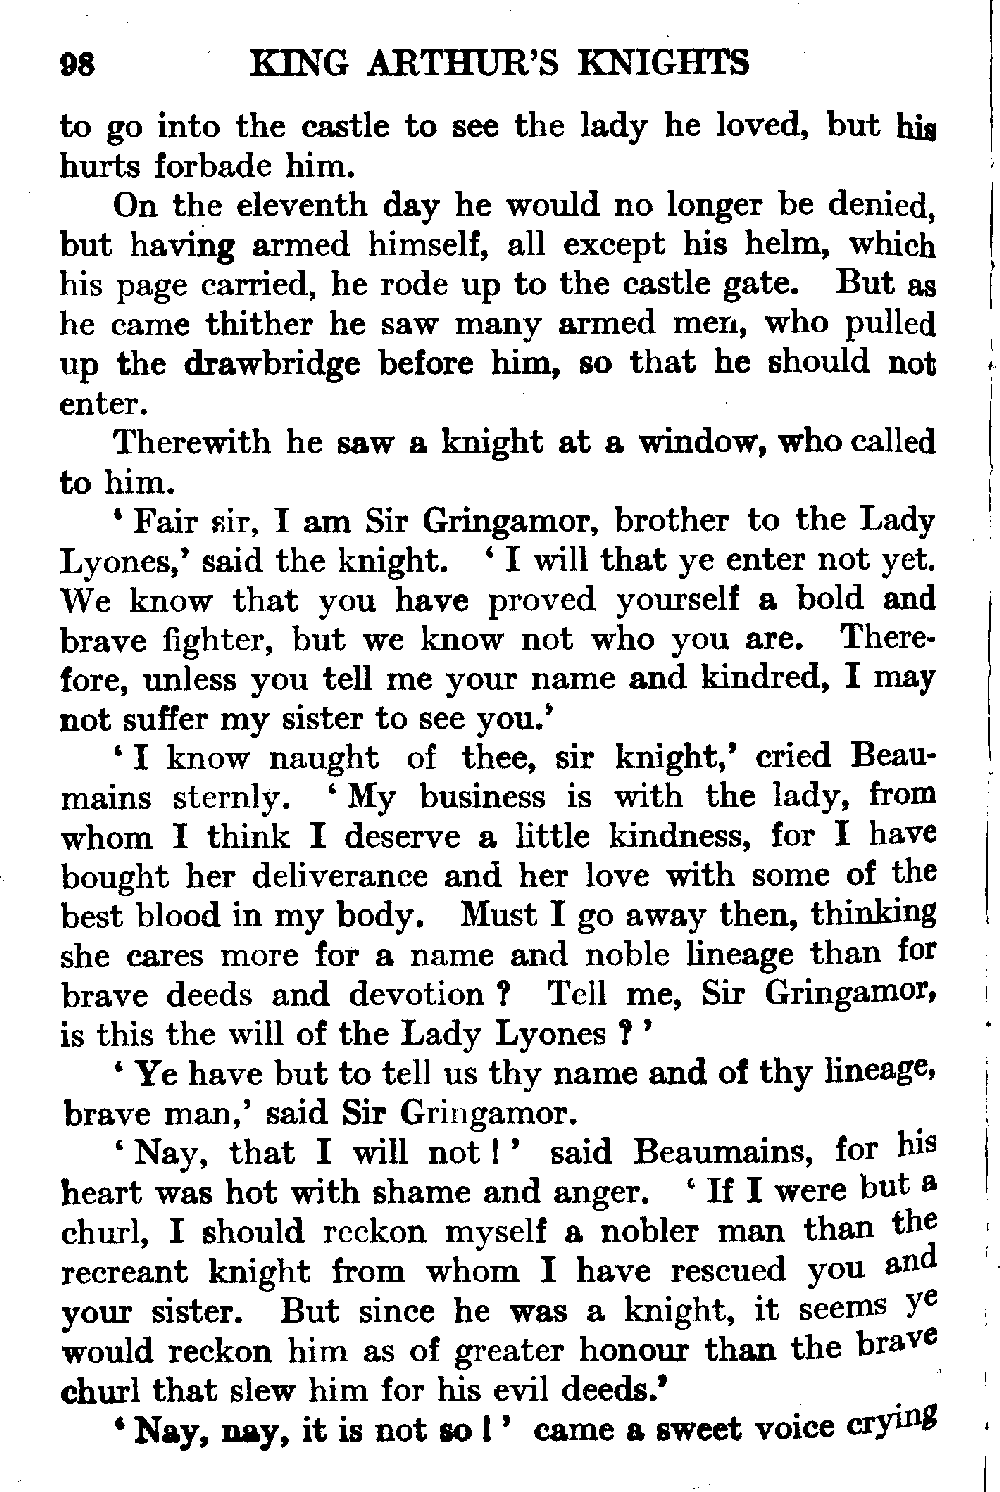 98 KING ARTHUR'S KNIGHTS
to go into the castle to see the lady he loved, but his
hurts forbade him.
On the eleventh day he would no longer be denied,
but having armed himself, all except his helm, which
his page carried, he rode up to the castle gate. But as
he came thither he saw many armed men, who pulled
up the drawbridge before him, so that he should not
enter.
Therewith he saw a knight at a window, who called
to him.
‘ Fair sir, I am Sir Gringamor, brother to the Lady
Lyones,’ said the knight. ‘ I will that ye enter not yet.
We know that you have proved yourself a bold and
brave fighter, but we know not who you are. There-
fore, unless you tell me your name and kindred, I may
not suffer my sister to see you.’
‘ I know naught of thee, sir knight,’ cried Beau-
mains sternly. ‘ My business is with the lady, from
whom I think I deserve a little kindness, for I have
bought her deliverance and her love with some of the
best blood in my body. Must I go away then, thinking
she cares more for a name and noble lineage than for
brave deeds and devotion ? Tell me, Sir Gringamor,
is this the will of the Lady Lyones ? ’
‘ Ye have but to tell us thy name and of thy lineage,
brave man,’ said Sir Gringamor.
‘ Nay, that I will not ! ’ said Beaumains, for his
heart was hot with shame and anger. ‘ If I were but a
churl, I should reckon myself a nobler man than the
recreant knight from whom I have rescued you and
your sister. But since he was a knight, it seems ye
would reckon him as of greater honour than the brave
churl that slew him for his evil deeds.’
‘ Nay, nay, it is not so ! ’ came a sweet voice crying